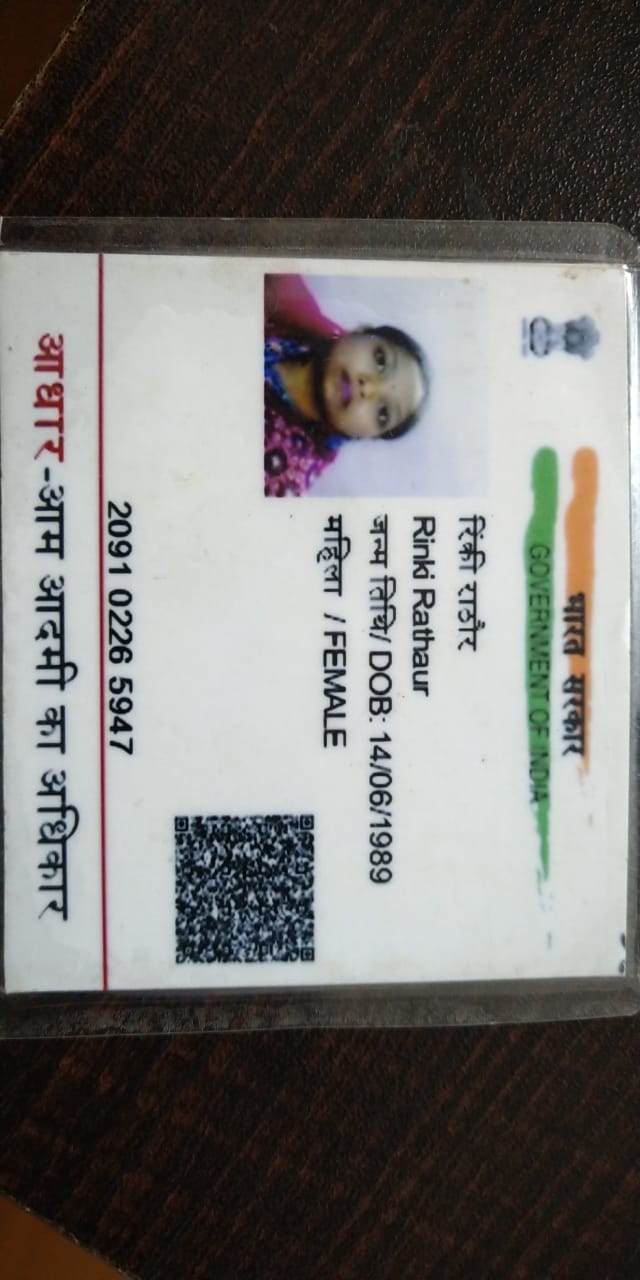 भारत सरकार
GOVERNMENT OF INDIA
रिंकी राठौर
Rinki Rathaur
जन्म तिथि/ DOB: 14/06/1989
महिला / FEMALE
2091 0226 5947
आधार-आम आदमी का अधिकार